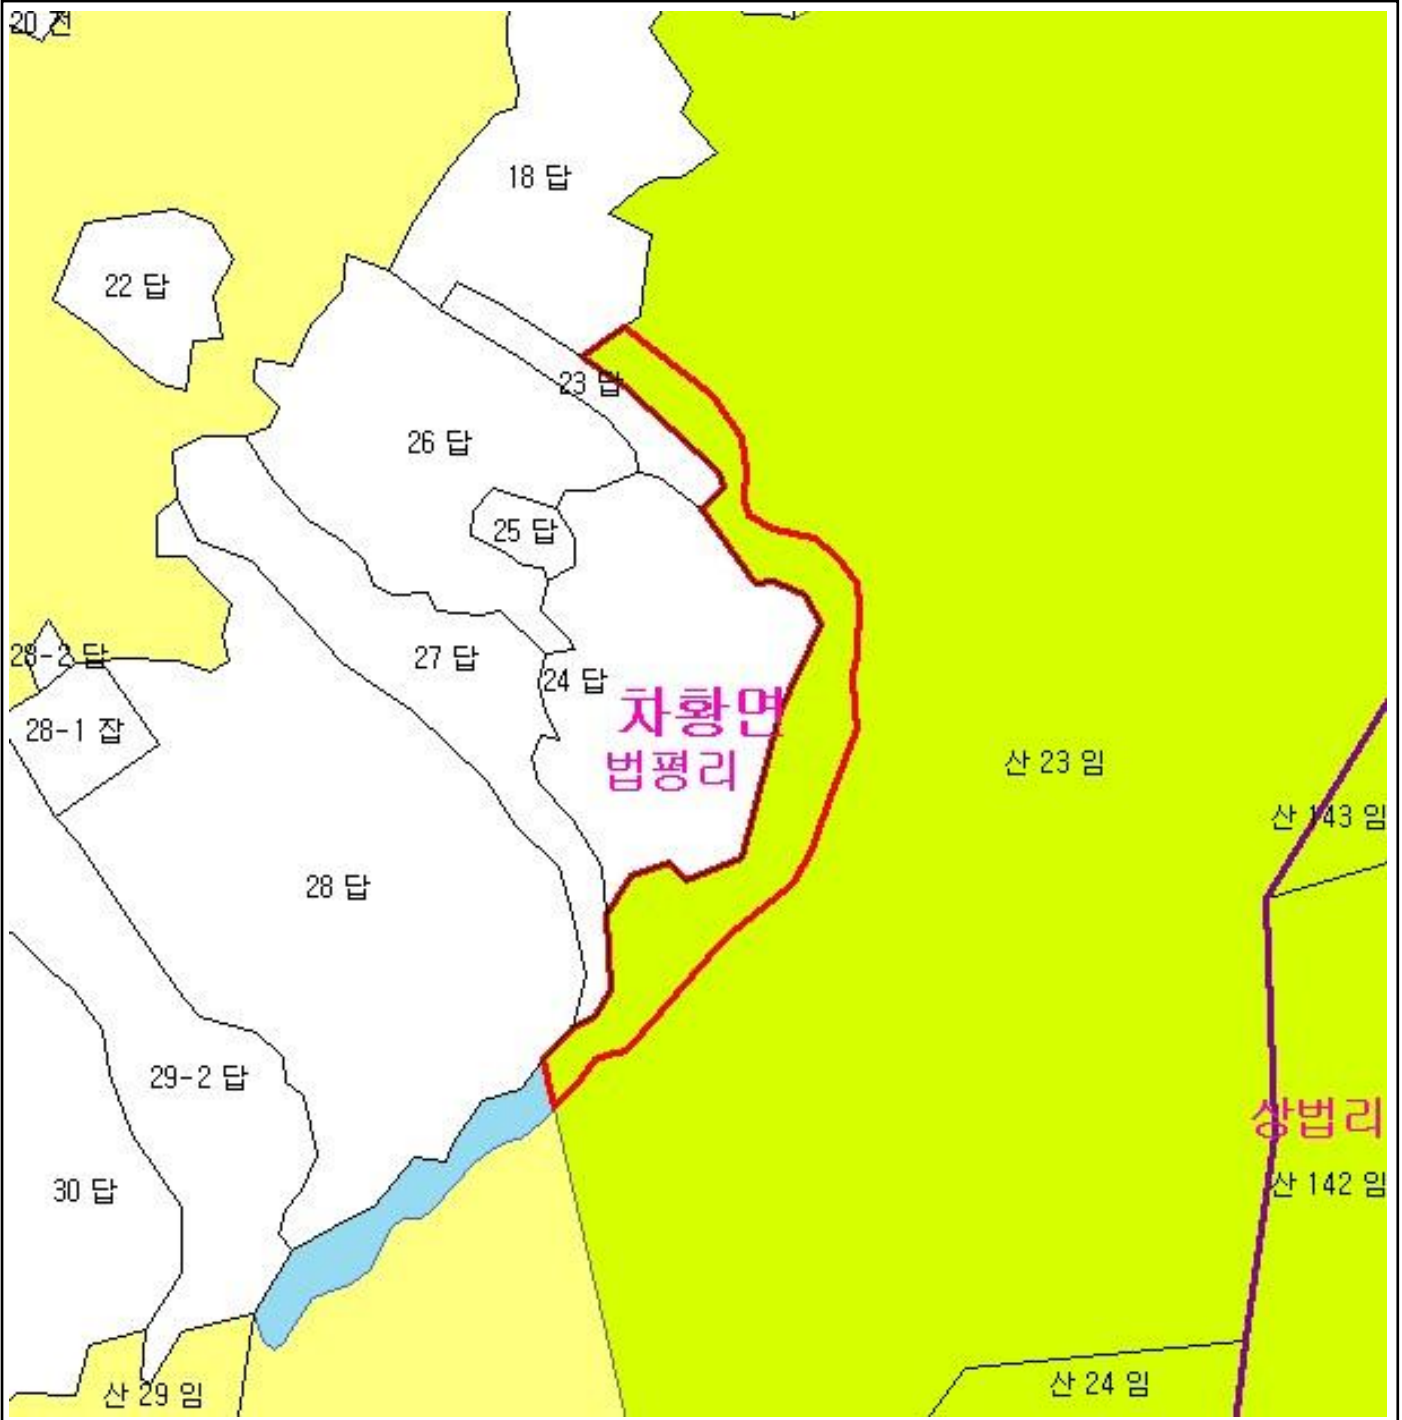 20 전
18 답
22 답
23 답
26 답
25 답
28-2 답
27 답
24 답
차황면
법평리
28-1 잡
산 23 임
산 143 임
28 답
29-2 답
상법리
30 답
산 142 임
산 24 임
산 29 임